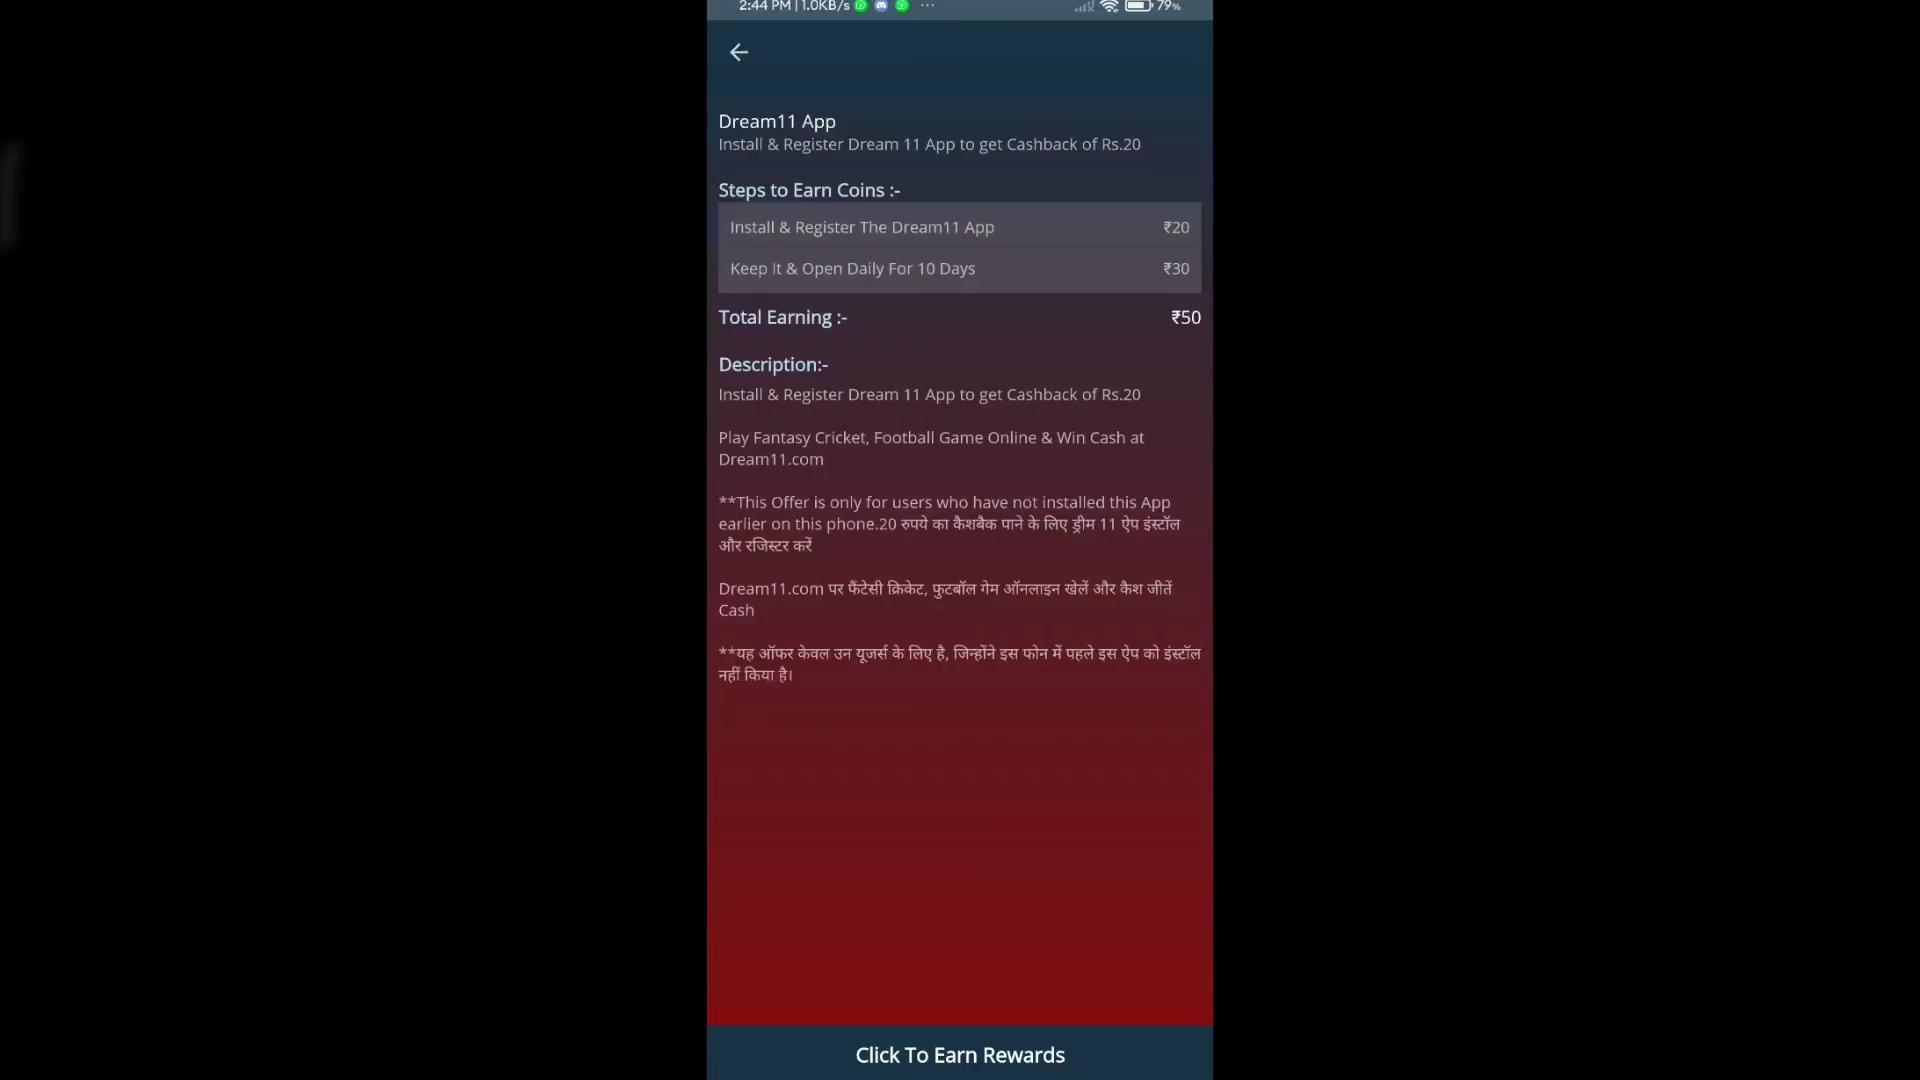 2:44 PM | 1.0KB/s ... 79%
Dream11 App
Install & Register Dream 11 App to get Cashback of Rs.20
Steps to Earn Coins :-
Install & Register The Dream11 App ₹20
Keep It & Open Daily For 10 Days ₹30
Total Earning :- ₹50
Description:-
Install & Register Dream 11 App to get Cashback of Rs.20
Play Fantasy Cricket, Football Game Online & Win Cash at
Dream11.com
**This Offer is only for users who have not installed this App
earlier on this phone.20 रुपये का कैशबैक पाने के लिए ड्रीम 11 ऐप इंस्टॉल
और रजिस्टर करें
Dream11.com पर फैंटेसी क्रिकेट, फुटबॉल गेम ऑनलाइन खेलें और कैश जीतें
Cash
**यह ऑफर केवल उन यूजर्स के लिए है, जिन्होंने इस फोन में पहले इस ऐप को इंस्टॉल
नहीं किया है।
Click To Earn Rewards